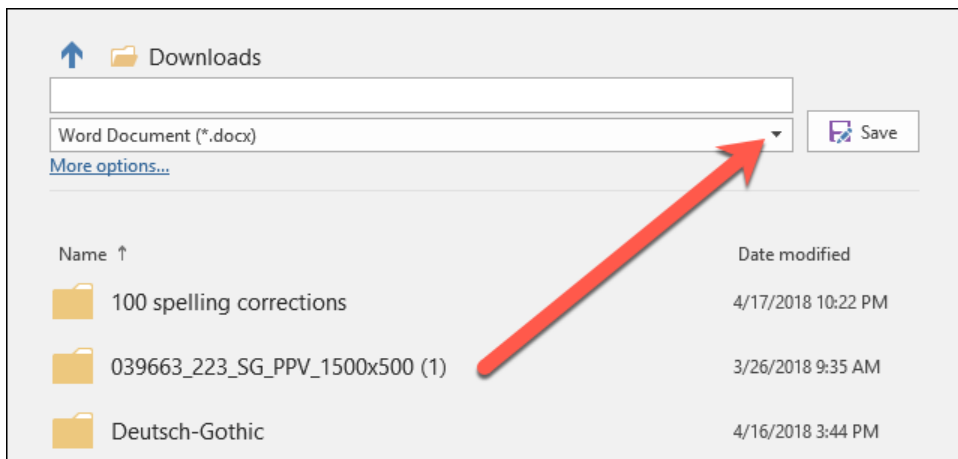 Downloads
Word Document (*.docx)
Save
More options...
Name ↑
Date modified
100 spelling corrections
4/17/2018 10:22 PM
039663_223_SG_PPV_1500x500 (1)
3/26/2018 9:35 AM
Deutsch-Gothic
4/16/2018 3:44 PM